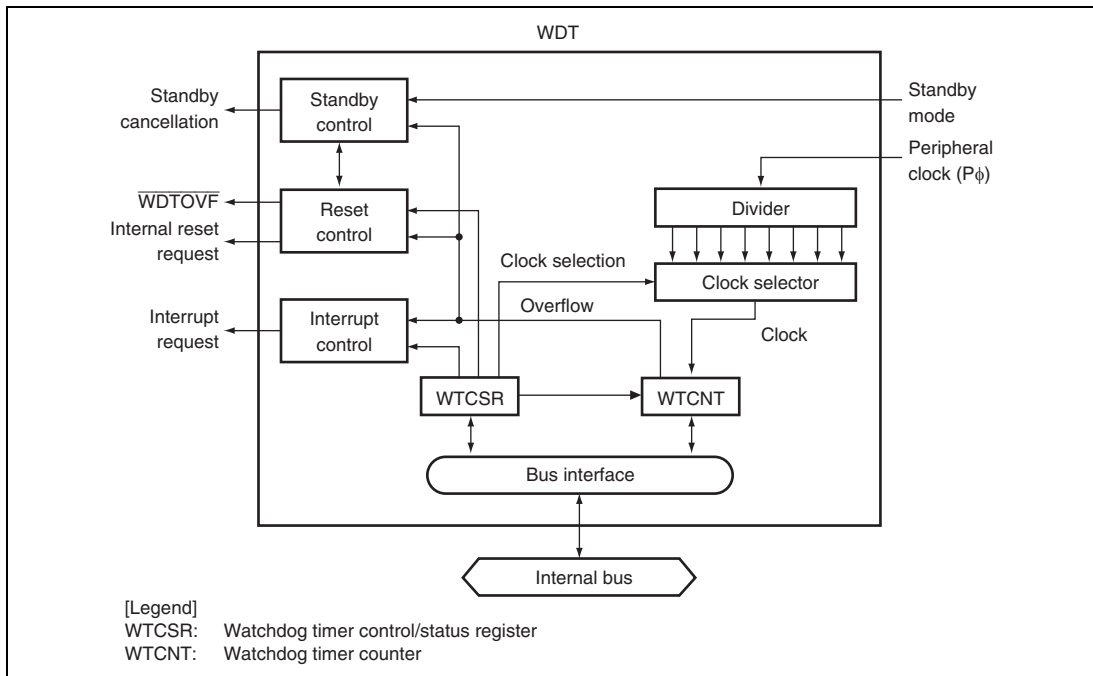 WDT
Standby
cancellation
Standby
control
Standby
mode
Peripheral
clock (Pϕ)
W̅D̅T̅O̅V̅F̅
Internal reset
request
Reset
control
Divider
Clock selection
Clock selector
Overflow
Clock
Interrupt
request
Interrupt
control
WTCSR
WTCNT
Bus interface
Internal bus
[Legend]
WTCSR: Watchdog timer control/status register
WTCNT: Watchdog timer counter